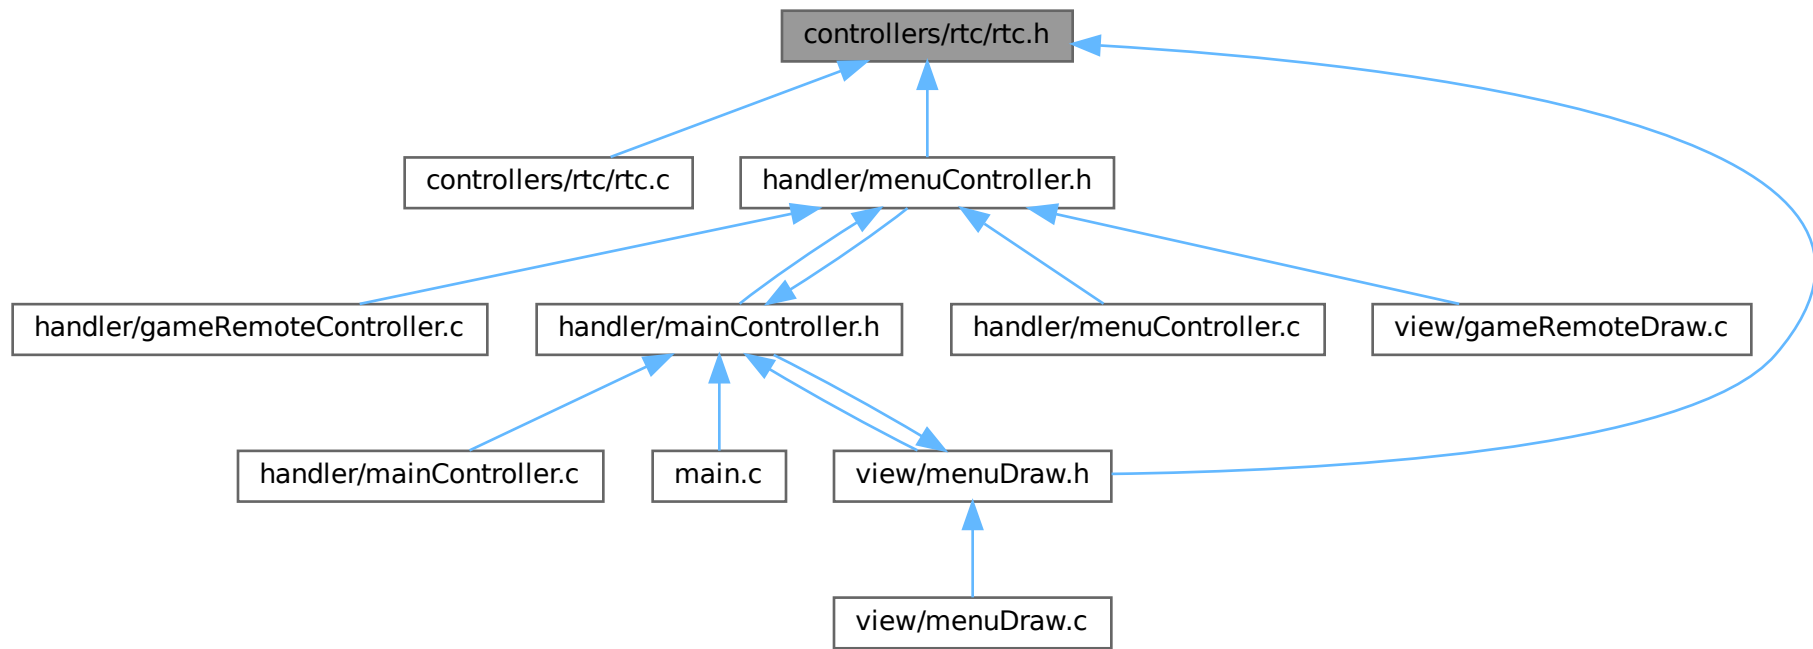 controllers/rtc/rtc.h
controllers/rtc/rtc.c
handler/menuController.h
handler/gameRemoteController.c
handler/mainController.h
handler/menuController.c
view/gameRemoteDraw.c
handler/mainController.c
main.c
view/menuDraw.h
view/menuDraw.c